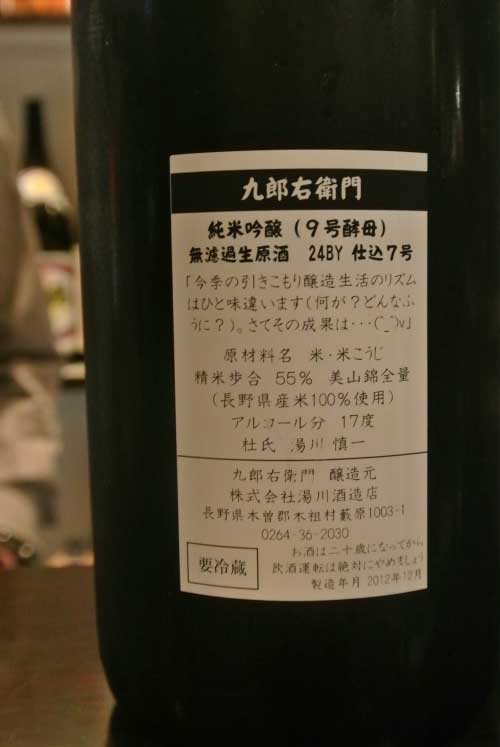 九郎右衛門
純米吟醸（9号酵母）
無濾過生原酒 24BY 仕込7号
「今季の引きこもり醸造生活のリズム
はひと味違います(何が？どんなふ
うに？)。さてその成果は･･･(^_^)v」
原材料名 米・米こうじ
精米歩合 55% 美山錦全量
（長野県産米100％使用）
アルコール分 17度
杜氏 湯川 慎一
九郎右衛門 醸造元
株式会社湯川酒造店
長野県木曽郡木祖村薮原1003-1
0264-36-2030
お酒は二十歳になってから
要冷蔵 飲酒運転は絶対にやめましょう
製造年月 2012年12月